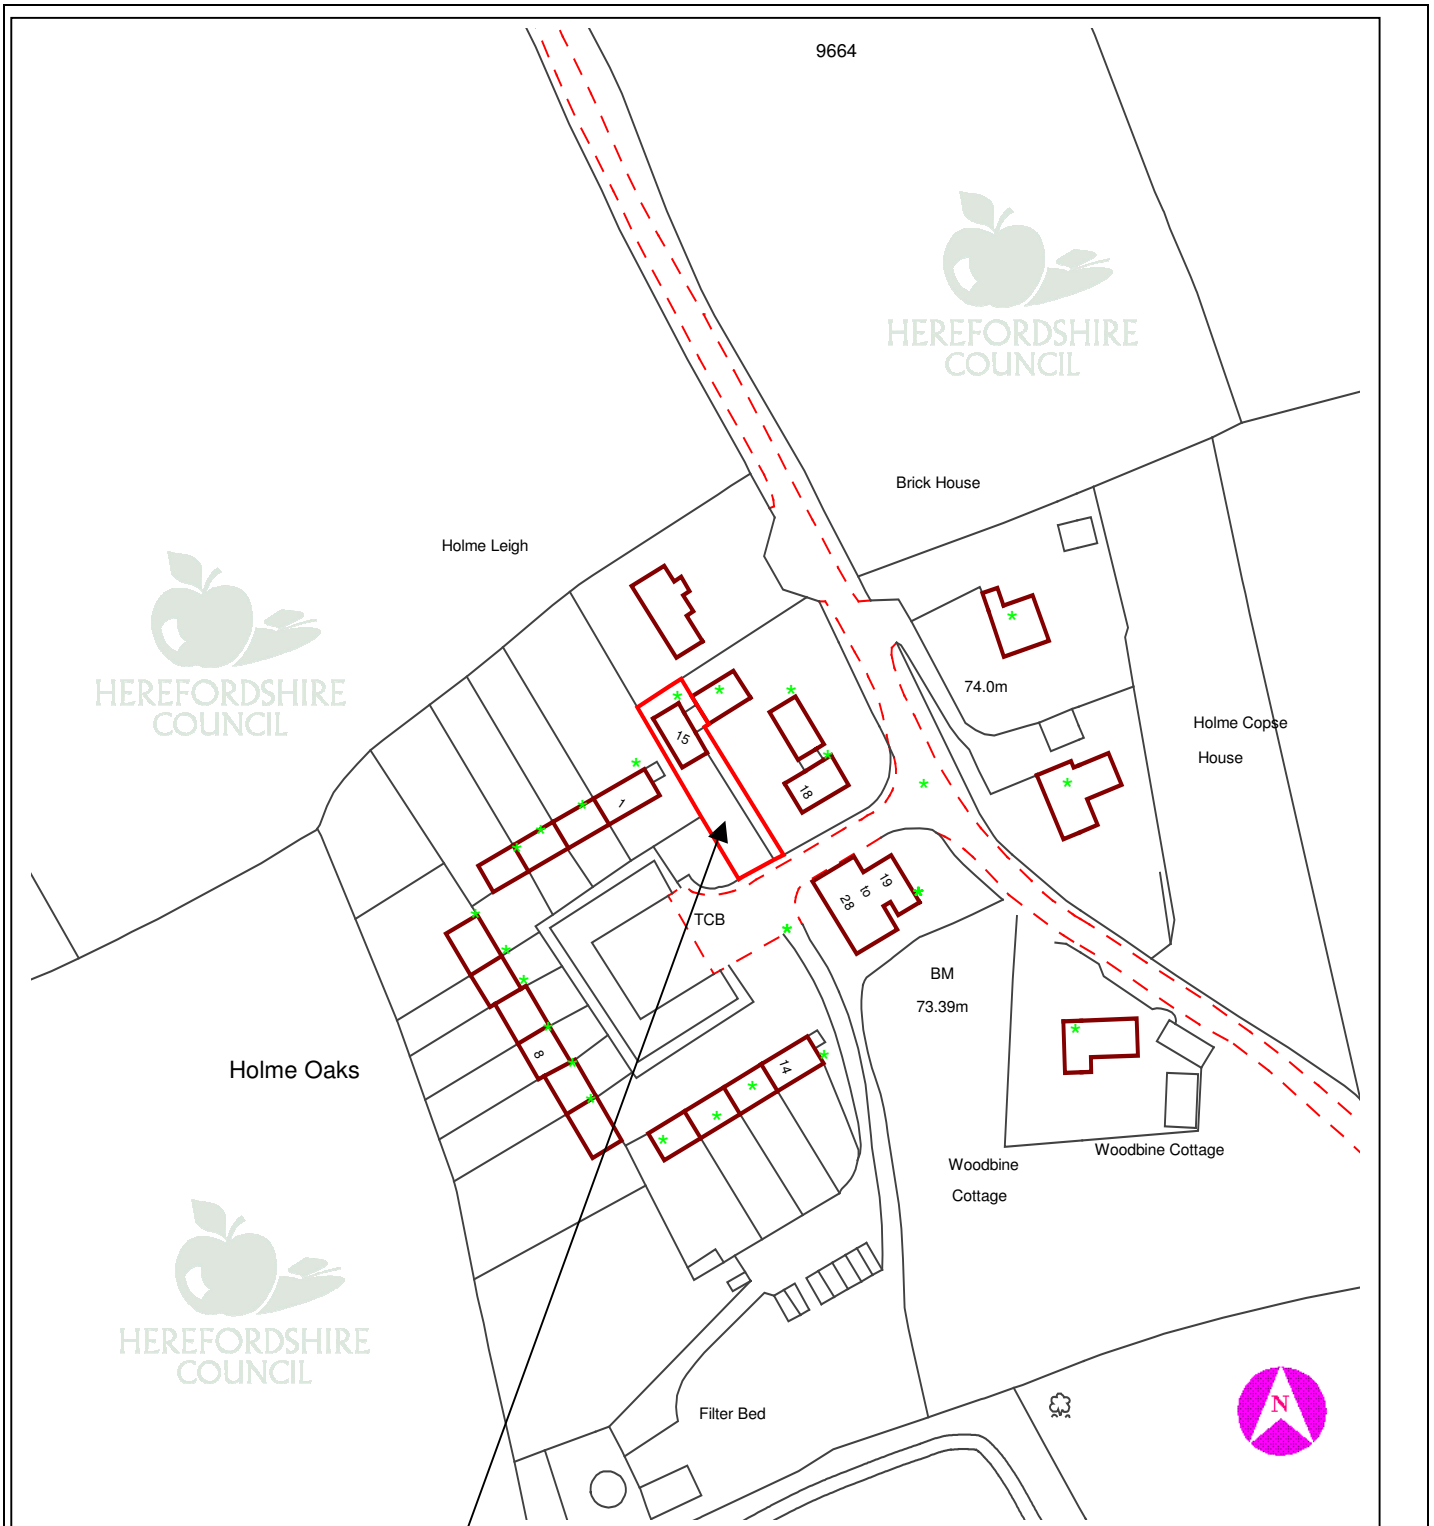 9664
HEREFORDSHIRE
COUNCIL
Brick House
Holme Leigh
HEREFORDSHIRE
COUNCIL
74.0m
Holme Copse
House
15
18
1
19
to
28
TCB
BM
73.39m
Holme Oaks
8
14
Woodbine Cottage
Woodbine
Cottage
HEREFORDSHIRE
COUNCIL
Filter Bed
N